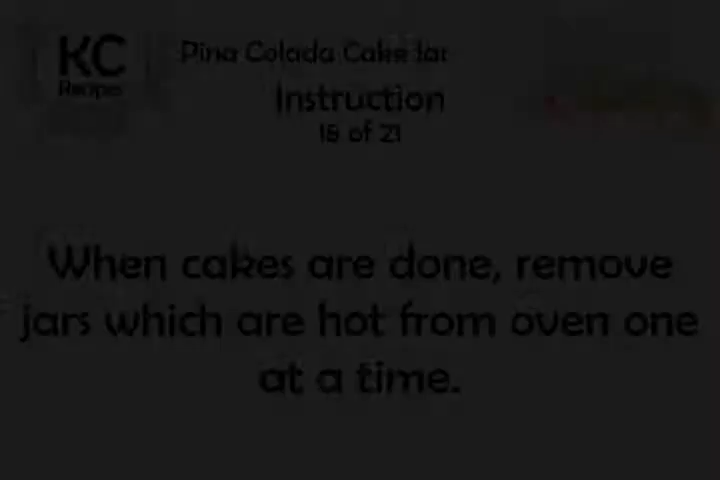 KC
Recipes
Pina Colada Cake Jar
Instruction
18 of 21
When cakes are done, remove
jars which are hot from oven one
at a time.